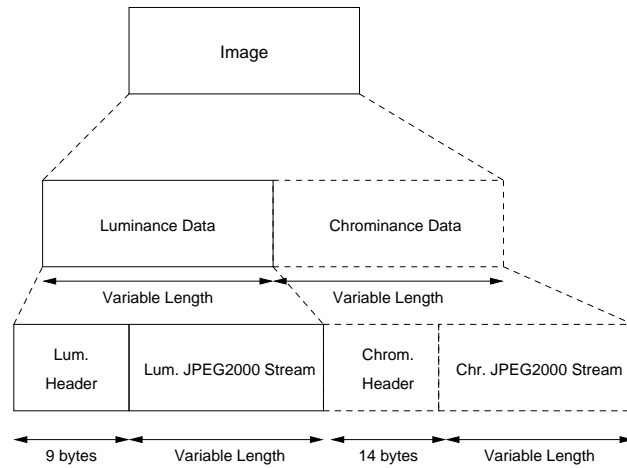 Image
Luminance Data
Chrominance Data
Variable Length
Variable Length
Lum.
Header
Lum. JPEG2000 Stream
Chrom.
Header
Chr. JPEG2000 Stream
9 bytes
Variable Length
14 bytes
Variable Length